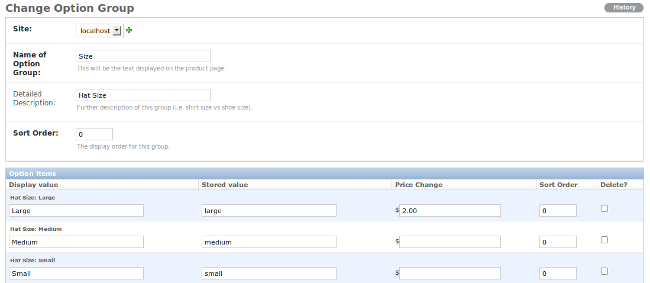 Change Option Group
History
Site:
localhost
Name of Option Group:
Size
This will be the text displayed on the product page.
Detailed Description:
Hat Size
Further description of this group (i.e. shirt size vs shoe size).
Sort Order:
0
The display order for this group.
Option Items
Display value Stored value Price Change Sort Order Delete?
Hat Size: Large
Large large $ 2.00 0
Hat Size: Medium
Medium medium $ 0
Hat Size: Small
Small small $ 0